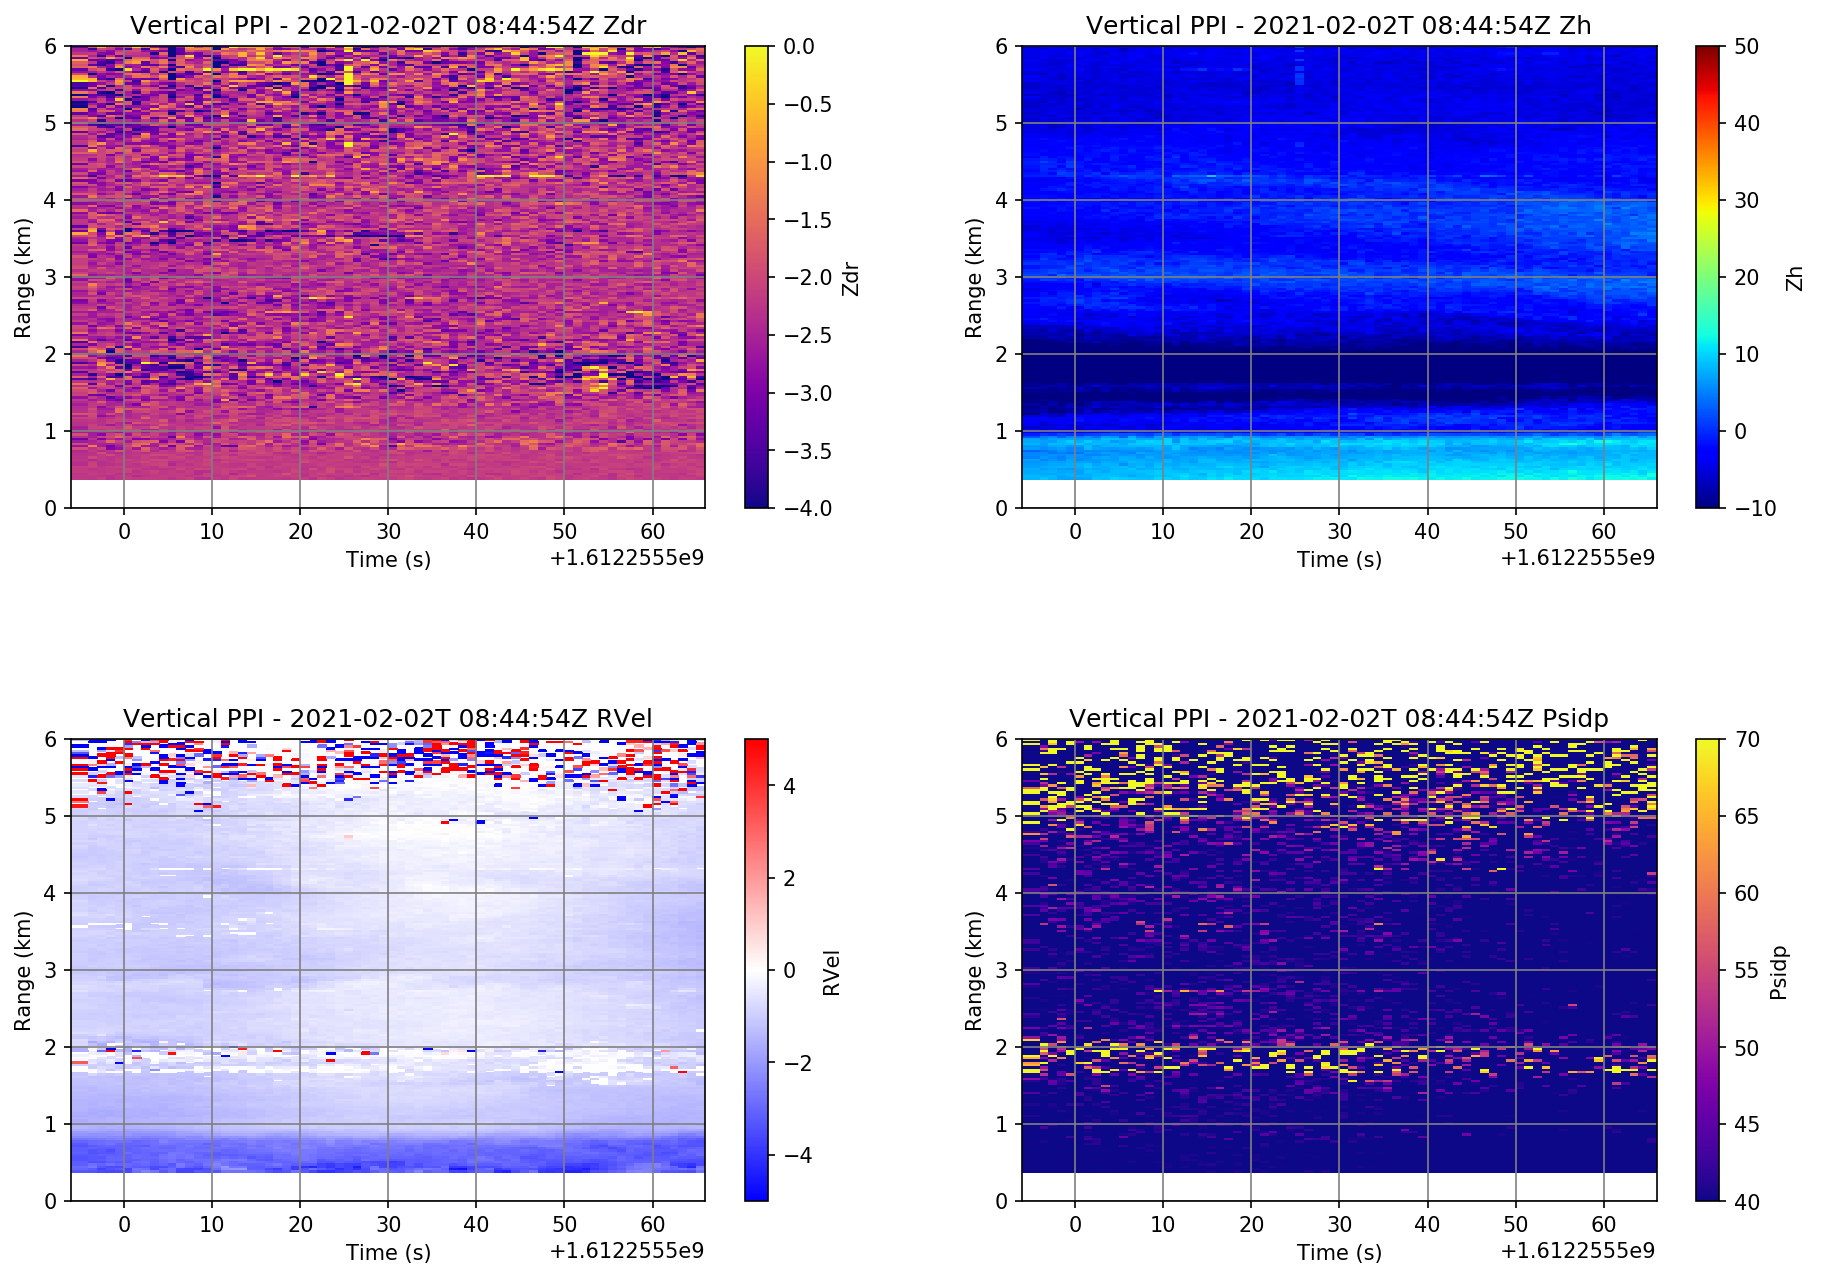 Vertical PPI - 2021-02-02T 08:44:54Z Zdr
6
5
4
3
2
1
0
Range (km)
0 10 20 30 40 50 60
Time (s)
+1.6122555e9
0.0
−0.5
−1.0
−1.5
−2.0
−2.5
−3.0
−3.5
−4.0
Zdr
Vertical PPI - 2021-02-02T 08:44:54Z Zh
6
5
4
3
2
1
0
Range (km)
0 10 20 30 40 50 60
Time (s)
+1.6122555e9
50
40
30
20
10
0
−10
Zh
Vertical PPI - 2021-02-02T 08:44:54Z RVel
6
5
4
3
2
1
0
Range (km)
0 10 20 30 40 50 60
Time (s)
+1.6122555e9
4
2
0
−2
−4
RVel
Vertical PPI - 2021-02-02T 08:44:54Z Psidp
6
5
4
3
2
1
0
Range (km)
0 10 20 30 40 50 60
Time (s)
+1.6122555e9
70
65
60
55
50
45
40
Psidp